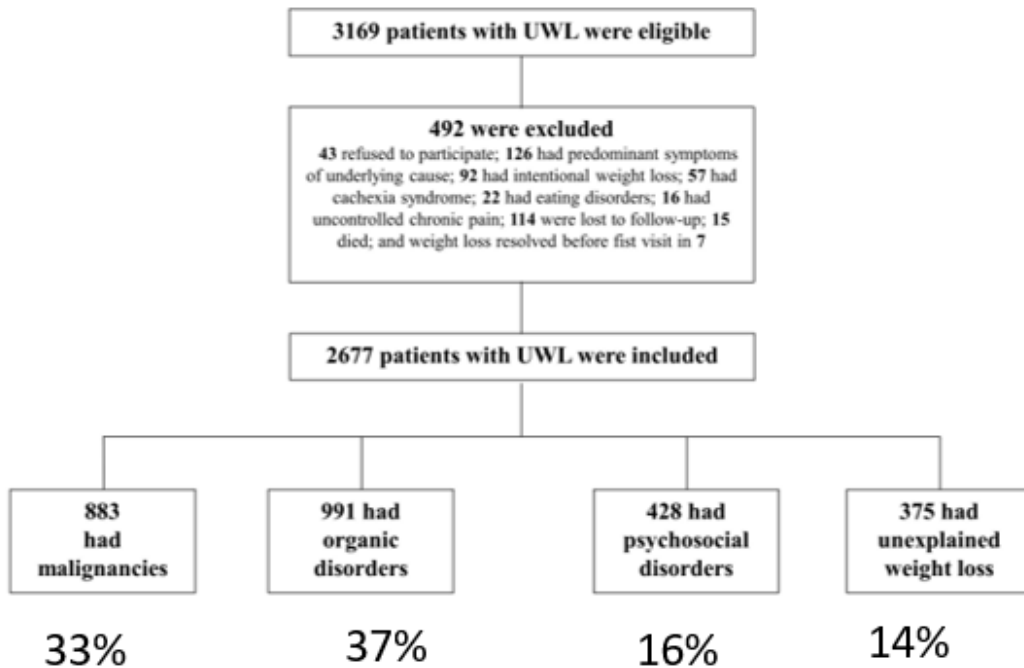 3169 patients with UWL were eligible
492 were excluded
43 refused to participate; 126 had predominant symptoms
of underlying cause; 92 had intentional weight loss; 57 had
cachexia syndrome; 22 had eating disorders; 16 had
uncontrolled chronic pain; 114 were lost to follow-up; 15
died; and weight loss resolved before fist visit in 7
2677 patients with UWL were included
883
had
malignancies
991 had
organic
disorders
428 had
psychosocial
disorders
375 had
unexplained
weight loss
33%
37%
16%
14%